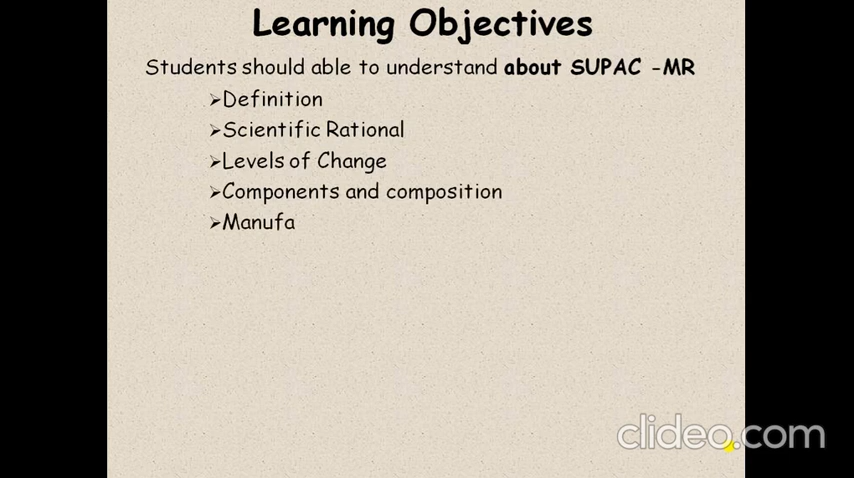 Learning Objectives
Students should able to understand about SUPAC -MR
➢Definition
➢Scientific Rational
➢Levels of Change
➢Components and composition
➢Manufa
clideo.com